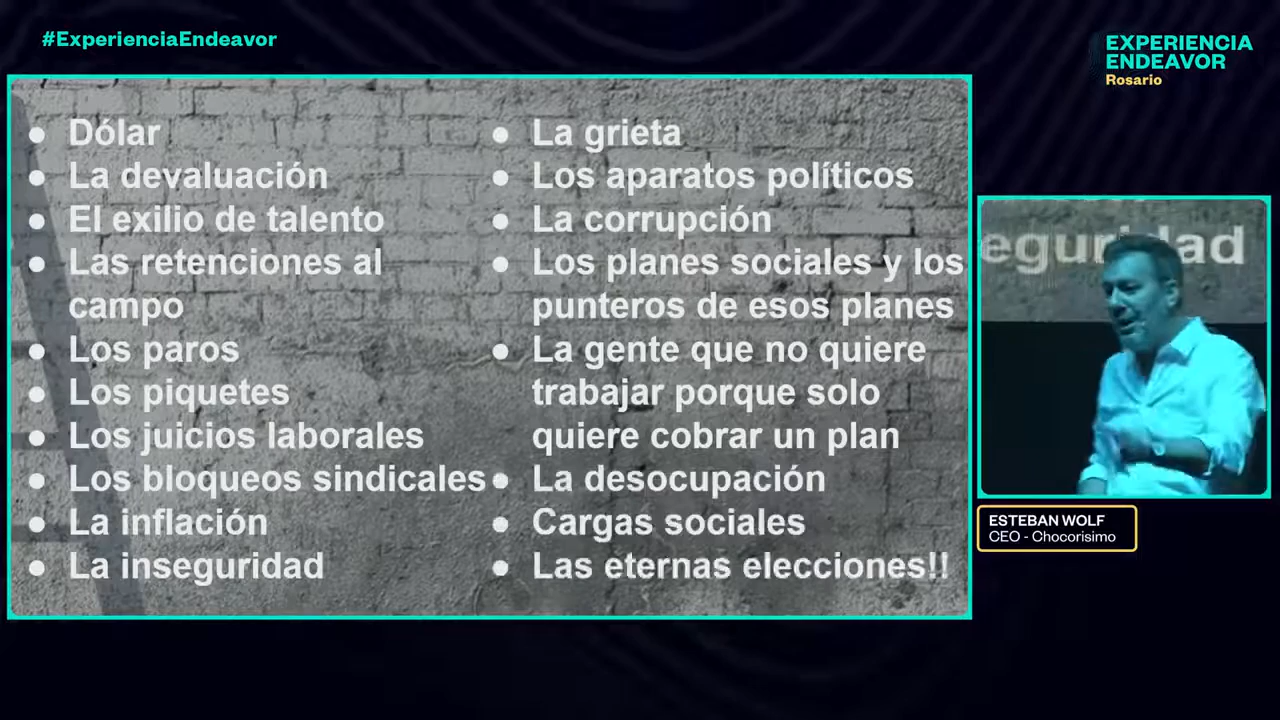 #ExperienciaEndeavor
EXPERIENCIA
ENDEAVOR
Rosario
● Dólar
● La devaluación
● El exilio de talento
● Las retenciones al
campo
● Los paros
● Los piquetes
● Los juicios laborales
● Los bloqueos sindicales
● La inflación
● La inseguridad
● La grieta
● Los aparatos políticos
● La corrupción
● Los planes sociales y los
punteros de esos planes
● La gente que no quiere
trabajar porque solo
quiere cobrar un plan
● La desocupación
● Cargas sociales
● Las eternas elecciones!!
eguridad
ESTEBAN WOLF
CEO - Chocorisimo